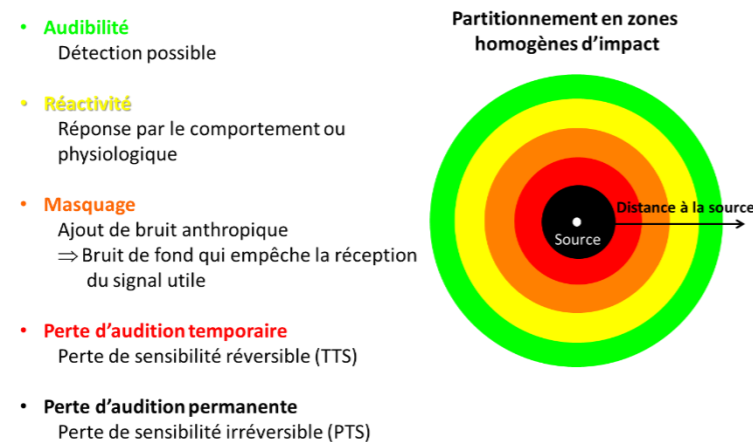 • Audibilité
Détection possible
• Réactivité
Réponse par le comportement ou
physiologique
• Masquage
Ajout de bruit anthropique
⇒ Bruit de fond qui empêche la réception
du signal utile
• Perte d’audition temporaire
Perte de sensibilité réversible (TTS)
• Perte d’audition permanente
Perte de sensibilité irréversible (PTS)
Partitionnement en zones
homogènes d’impact
Distance à la source
Source